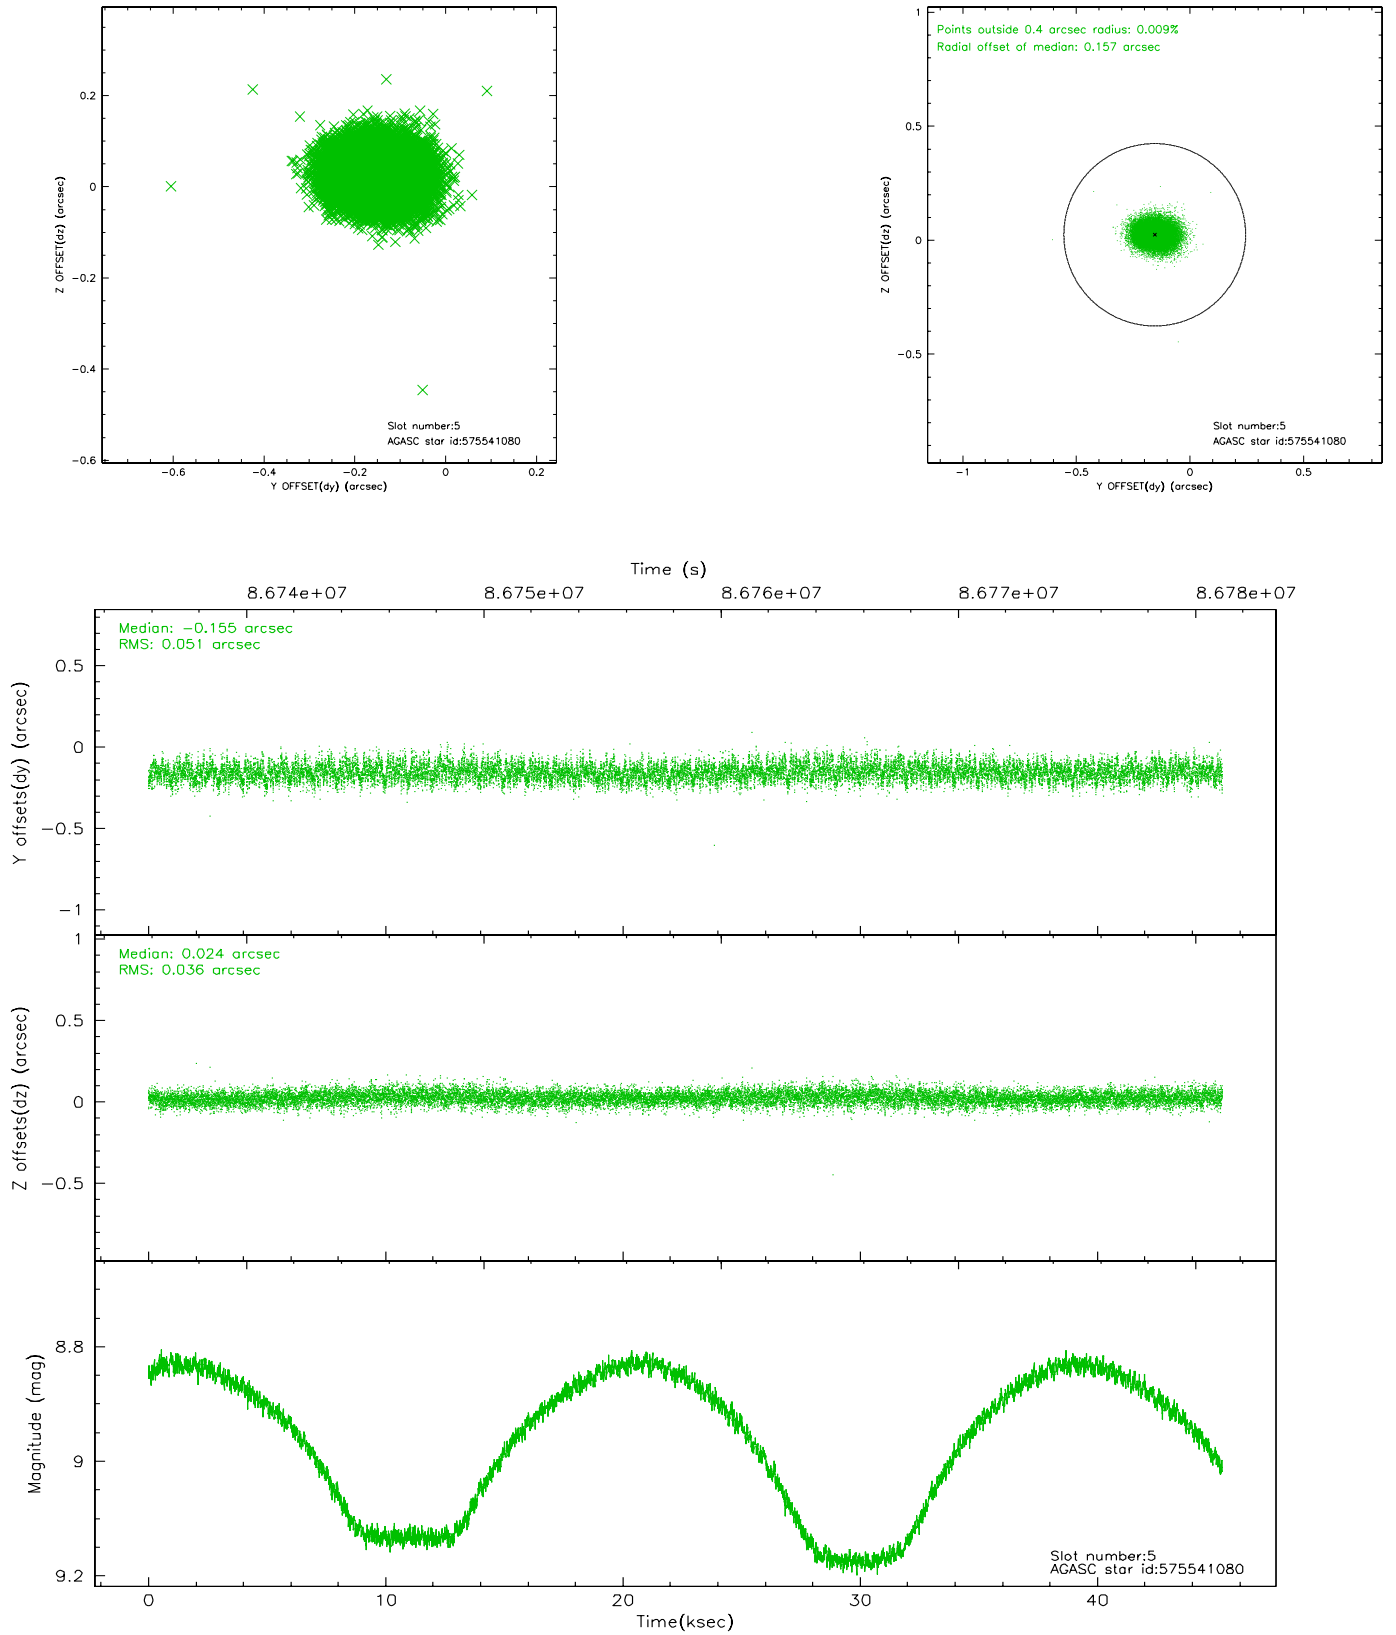 0.2
0
−0.2
−0.4
−0.6
Z OFFSET(dz) (arcsec)
−0.6
−0.4
−0.2
0
0.2
Y OFFSET(dy) (arcsec)
Slot number:5
AGASC star id:575541080
Points outside 0.4 arcsec radius: 0.009%
Radial offset of median: 0.157 arcsec
1
0.5
0
−0.5
Z OFFSET(dz) (arcsec)
−1
−0.5
0
0.5
Y OFFSET(dy) (arcsec)
Slot number:5
AGASC star id:575541080
Time (s)
8.674e+07
8.675e+07
8.676e+07
8.677e+07
8.678e+07
Median: −0.155 arcsec
RMS: 0.051 arcsec
0.5
0
−0.5
−1
Y offsets(dy) (arcsec)
Median: 0.024 arcsec
RMS: 0.036 arcsec
1
0.5
0
−0.5
Z offsets(dz) (arcsec)
8.8
9
9.2
Magnitude (mag)
Slot number:5
AGASC star id:575541080
0
10
20
30
40
Time(ksec)